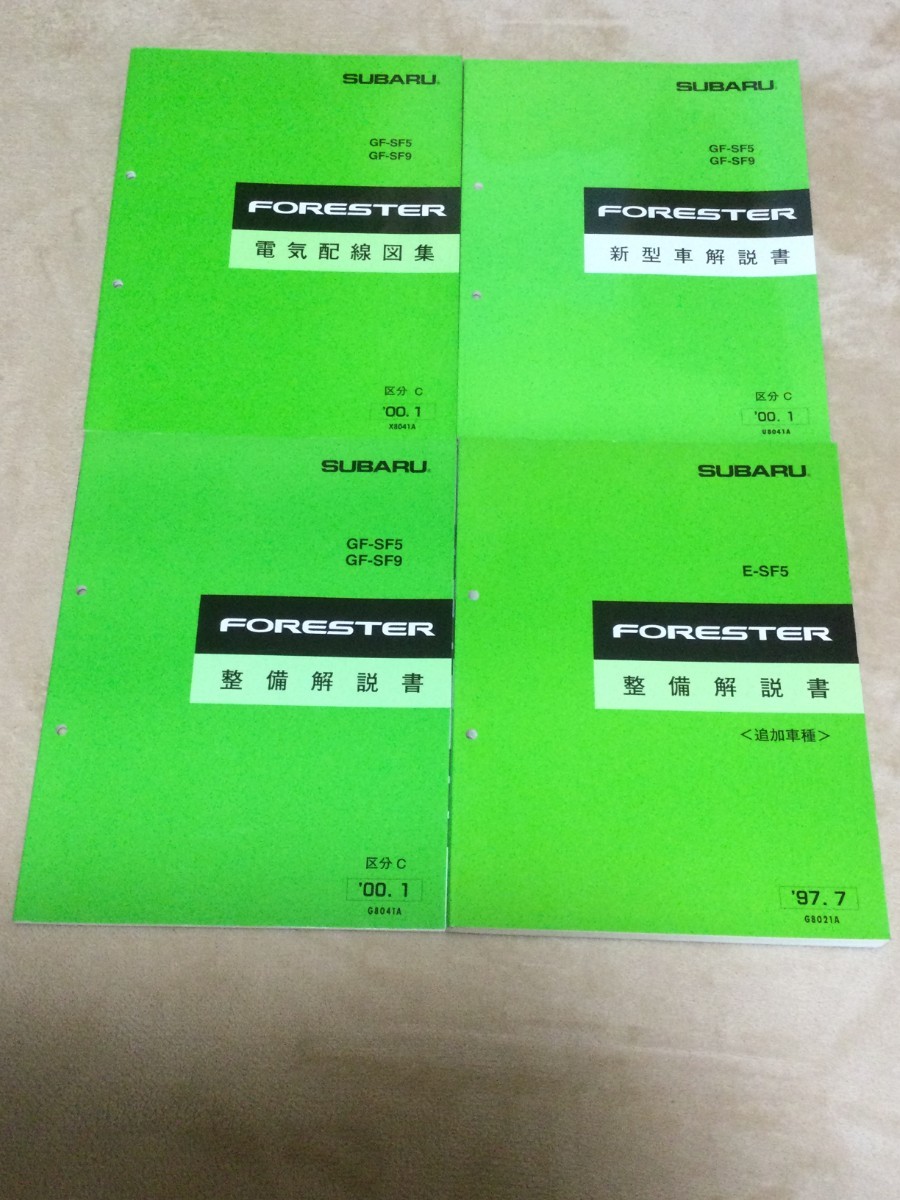 SUBARU
GF-SF5
GF-SF9
FORESTER
電気配線図集
区分 C
'00. 1
X8041A
SUBARU
GF-SF5
GF-SF9
FORESTER
新型車解説書
区分 C
'00. 1
U8041A
SUBARU
GF-SF5
GF-SF9
FORESTER
整備解説書
区分 C
'00. 1
G8041A
SUBARU
E-SF5
FORESTER
整備解説書
＜追加車種＞
'97. 7
G8021A